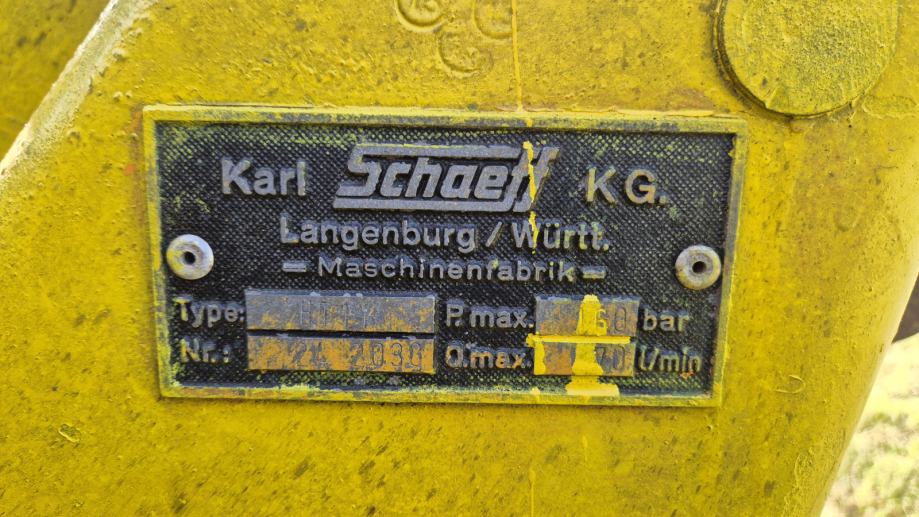 Karl Schaeff KG.
Langenburg / Württ.
– Maschinenfabrik –
Type: P. max. bar
Nr.: Q. max. l/min